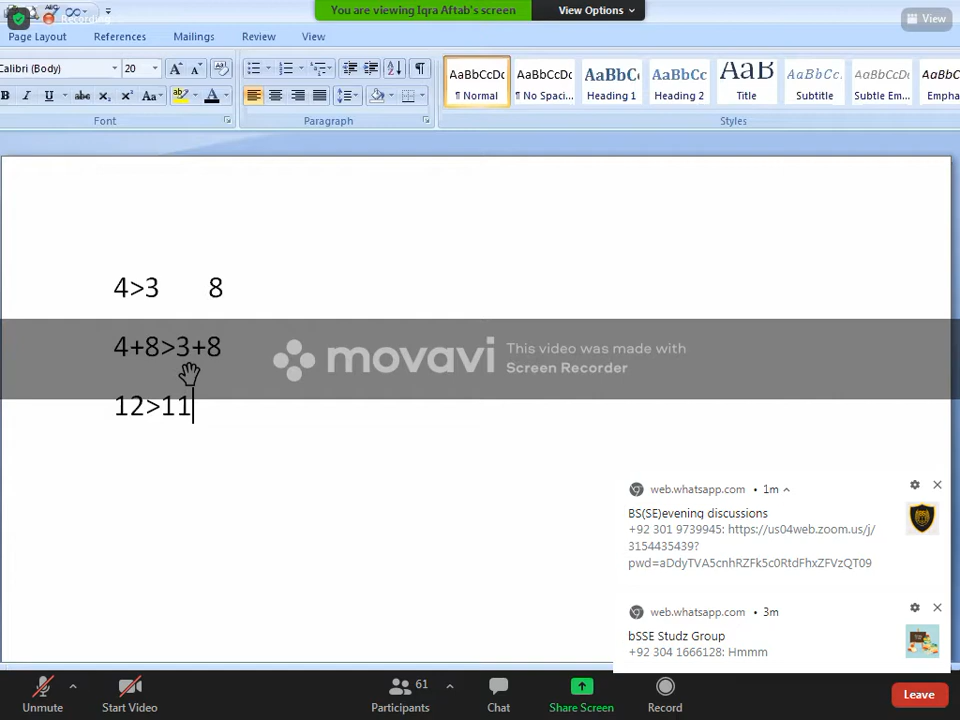 You are viewing Iqra Aftab's screen
View Options
Recording
View
Page Layout References Mailings Review View
Calibri (Body) 20
Font
Paragraph
AaBbCcDc AaBbCcDc AaBbC AaBbCc AaB AaBbCc. AaBbCcDc AaBbCcD
¶ Normal ¶ No Spaci... Heading 1 Heading 2 Title Subtitle Subtle Em... Empha
Styles
4>3 8
4+8>3+8
12>11
movavi
This video was made with
Screen Recorder
web.whatsapp.com • 1m
BS(SE)evening discussions
+92 301 9739945: https://us04web.zoom.us/j/
3154435439?
pwd=aDdyTVA5cnhRZFk5c0RtdFhxZFVzQT09
web.whatsapp.com • 3m
bSSE Studz Group
+92 304 1666128: Hmmm
Unmute Start Video 61 Participants Chat Share Screen Record Leave